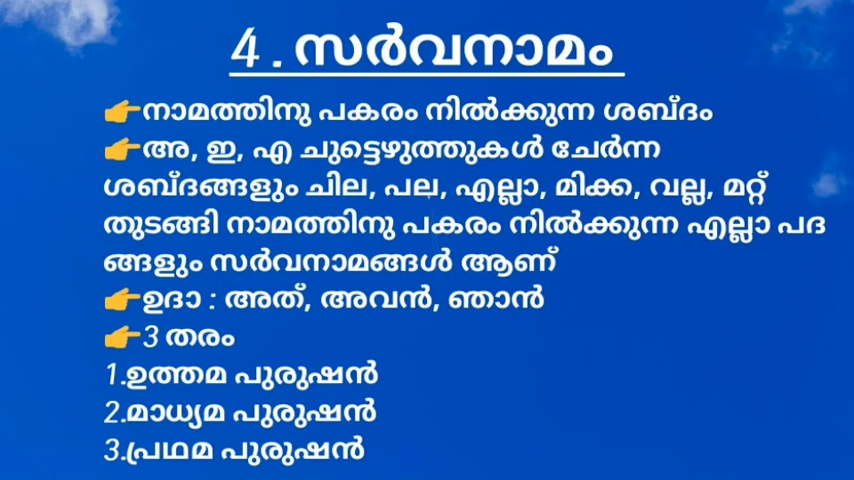 4. സർവനാമം
👉നാമത്തിനു പകരം നിൽക്കുന്ന ശബ്ദം
👉അ, ഇ, എ ചുട്ടെഴുത്തുകൾ ചേർന്ന
ശബ്ദങ്ങളും ചില, പല, എല്ലാ, മിക്ക, വല്ല, മറ്റ്
തുടങ്ങി നാമത്തിനു പകരം നിൽക്കുന്ന എല്ലാ പദ
ങ്ങളും സർവനാമങ്ങൾ ആണ്
👉ഉദാ : അത്, അവൻ, ഞാൻ
👉3 തരം
1.ഉത്തമ പുരുഷൻ
2.മാധ്യമ പുരുഷൻ
3.പ്രഥമ പുരുഷൻ